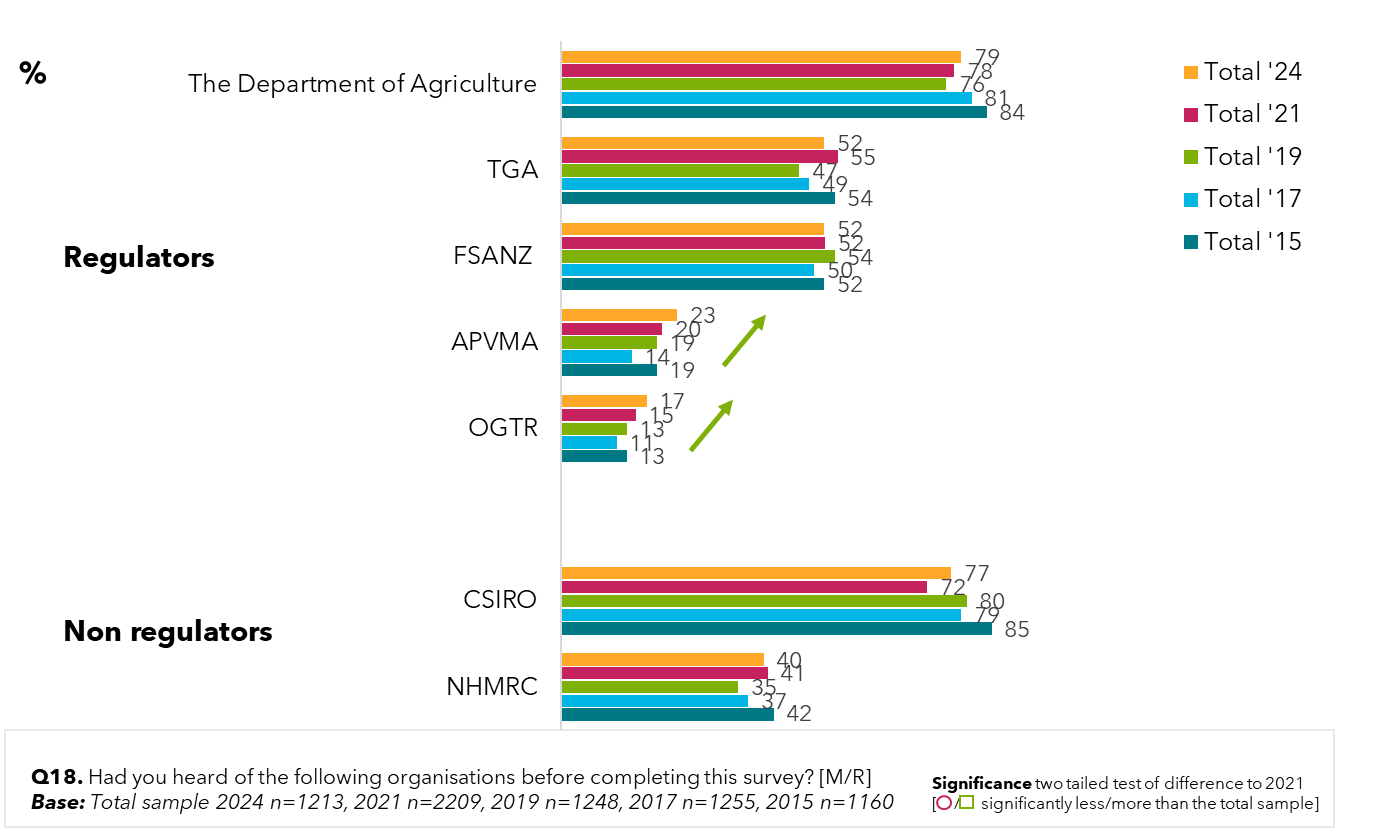 %
The Department of Agriculture
79
78
76
81
84
Total '24
Total '21
Total '19
Total '17
Total '15
TGA
52
55
47
49
54
Regulators
FSANZ
52
52
54
50
52
APVMA
23
20
19
14
19
OGTR
17
15
13
11
13
Non regulators
CSIRO
77
72
80
79
85
NHMRC
40
41
35
37
42
Q18. Had you heard of the following organisations before completing this survey? [M/R]
Base: Total sample 2024 n=1213, 2021 n=2209, 2019 n=1248, 2017 n=1255, 2015 n=1160
Significance two tailed test of difference to 2021
[○/□ significantly less/more than the total sample]